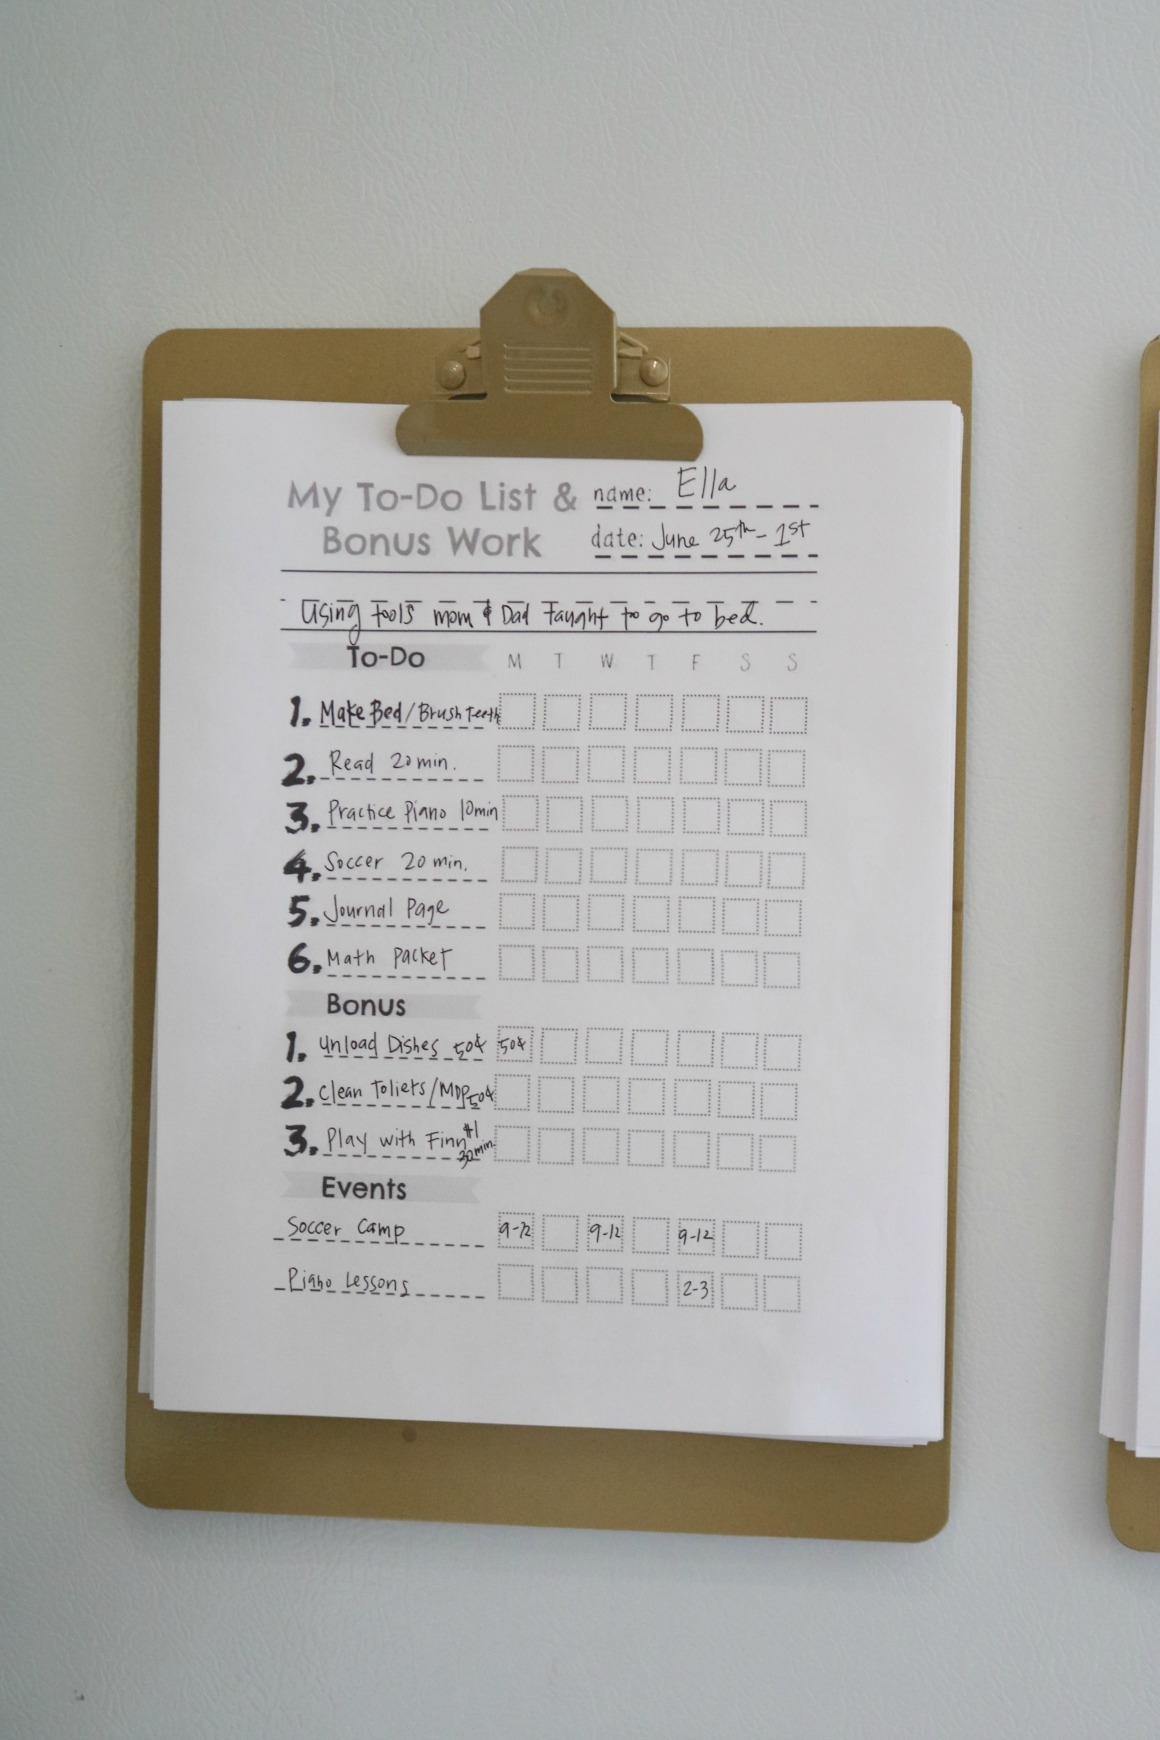 My To-Do List &
Bonus Work
name: Ella
date: June 25th - 1st
Using tools mom & Dad taught to go to bed.
To-Do M T W T F S S
1. Make Bed/Brush Teeth
2. Read 20 min.
3. Practice Piano 10min
4. Soccer 20 min.
5. Journal Page
6. Math Packet
Bonus
1. Unload Dishes 50¢ 50¢
2. Clean Toliets/Mop 50¢
3. Play with Finn $1 30min.
Events
Soccer Camp 9-12 9-12 9-12
Piano Lessons 2-3